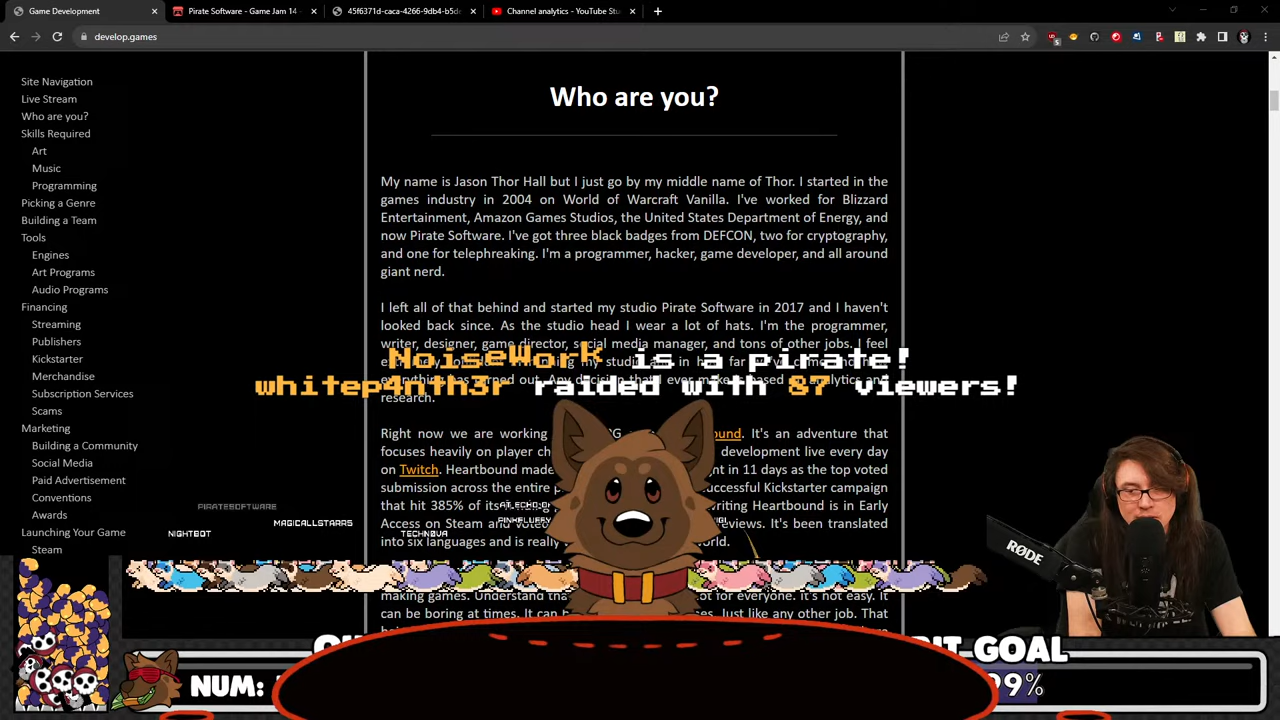 Game Development
Pirate Software - Game Jam 14 -
45f6371d-caca-4266-9db4-b5d
Channel analytics - YouTube Stu
develop.games
Site Navigation
Live Stream
Who are you?
Skills Required
Art
Music
Programming
Picking a Genre
Building a Team
Tools
Engines
Art Programs
Audio Programs
Financing
Streaming
Publishers
Kickstarter
Merchandise
Subscription Services
Scams
Marketing
Building a Community
Social Media
Paid Advertisement
Conventions
Awards
Launching Your Game
Steam
Who are you?
My name is Jason Thor Hall but I just go by my middle name of Thor. I started in the
games industry in 2004 on World of Warcraft Vanilla. I've worked for Blizzard
Entertainment, Amazon Games Studios, the United States Department of Energy, and
now Pirate Software. I've got three black badges from DEFCON, two for cryptography,
and one for telephreaking. I'm a programmer, hacker, game developer, and all around
giant nerd.
I left all of that behind and started my studio Pirate Software in 2017 and I haven't
looked back since. As the studio head I wear a lot of hats. I'm the programmer,
writer, designer, game director, social media manager, and tons of other jobs. I feel
NoiseWork is a pirate!
whitep4nth3r raided with 87 viewers!
research.
Right now we are working
It's an adventure that
focuses heavily on player
development live every day
on Twitch. Heartbound made
in 11 days as the top voted
submission across the entire
successful Kickstarter campaign
that hit 385% of its
writing Heartbound is in Early
Access on Steam and
reviews. It's been translated
into six languages and is
PIRATESOFTWARE
MAGICALLSTARRS
NIGHTBOT
TECHN0VA
making games. Understand
not for everyone. It's not easy. It
can be boring at times. It can
Just like any other job. That
GOAL
NUM:
99%
RØDE